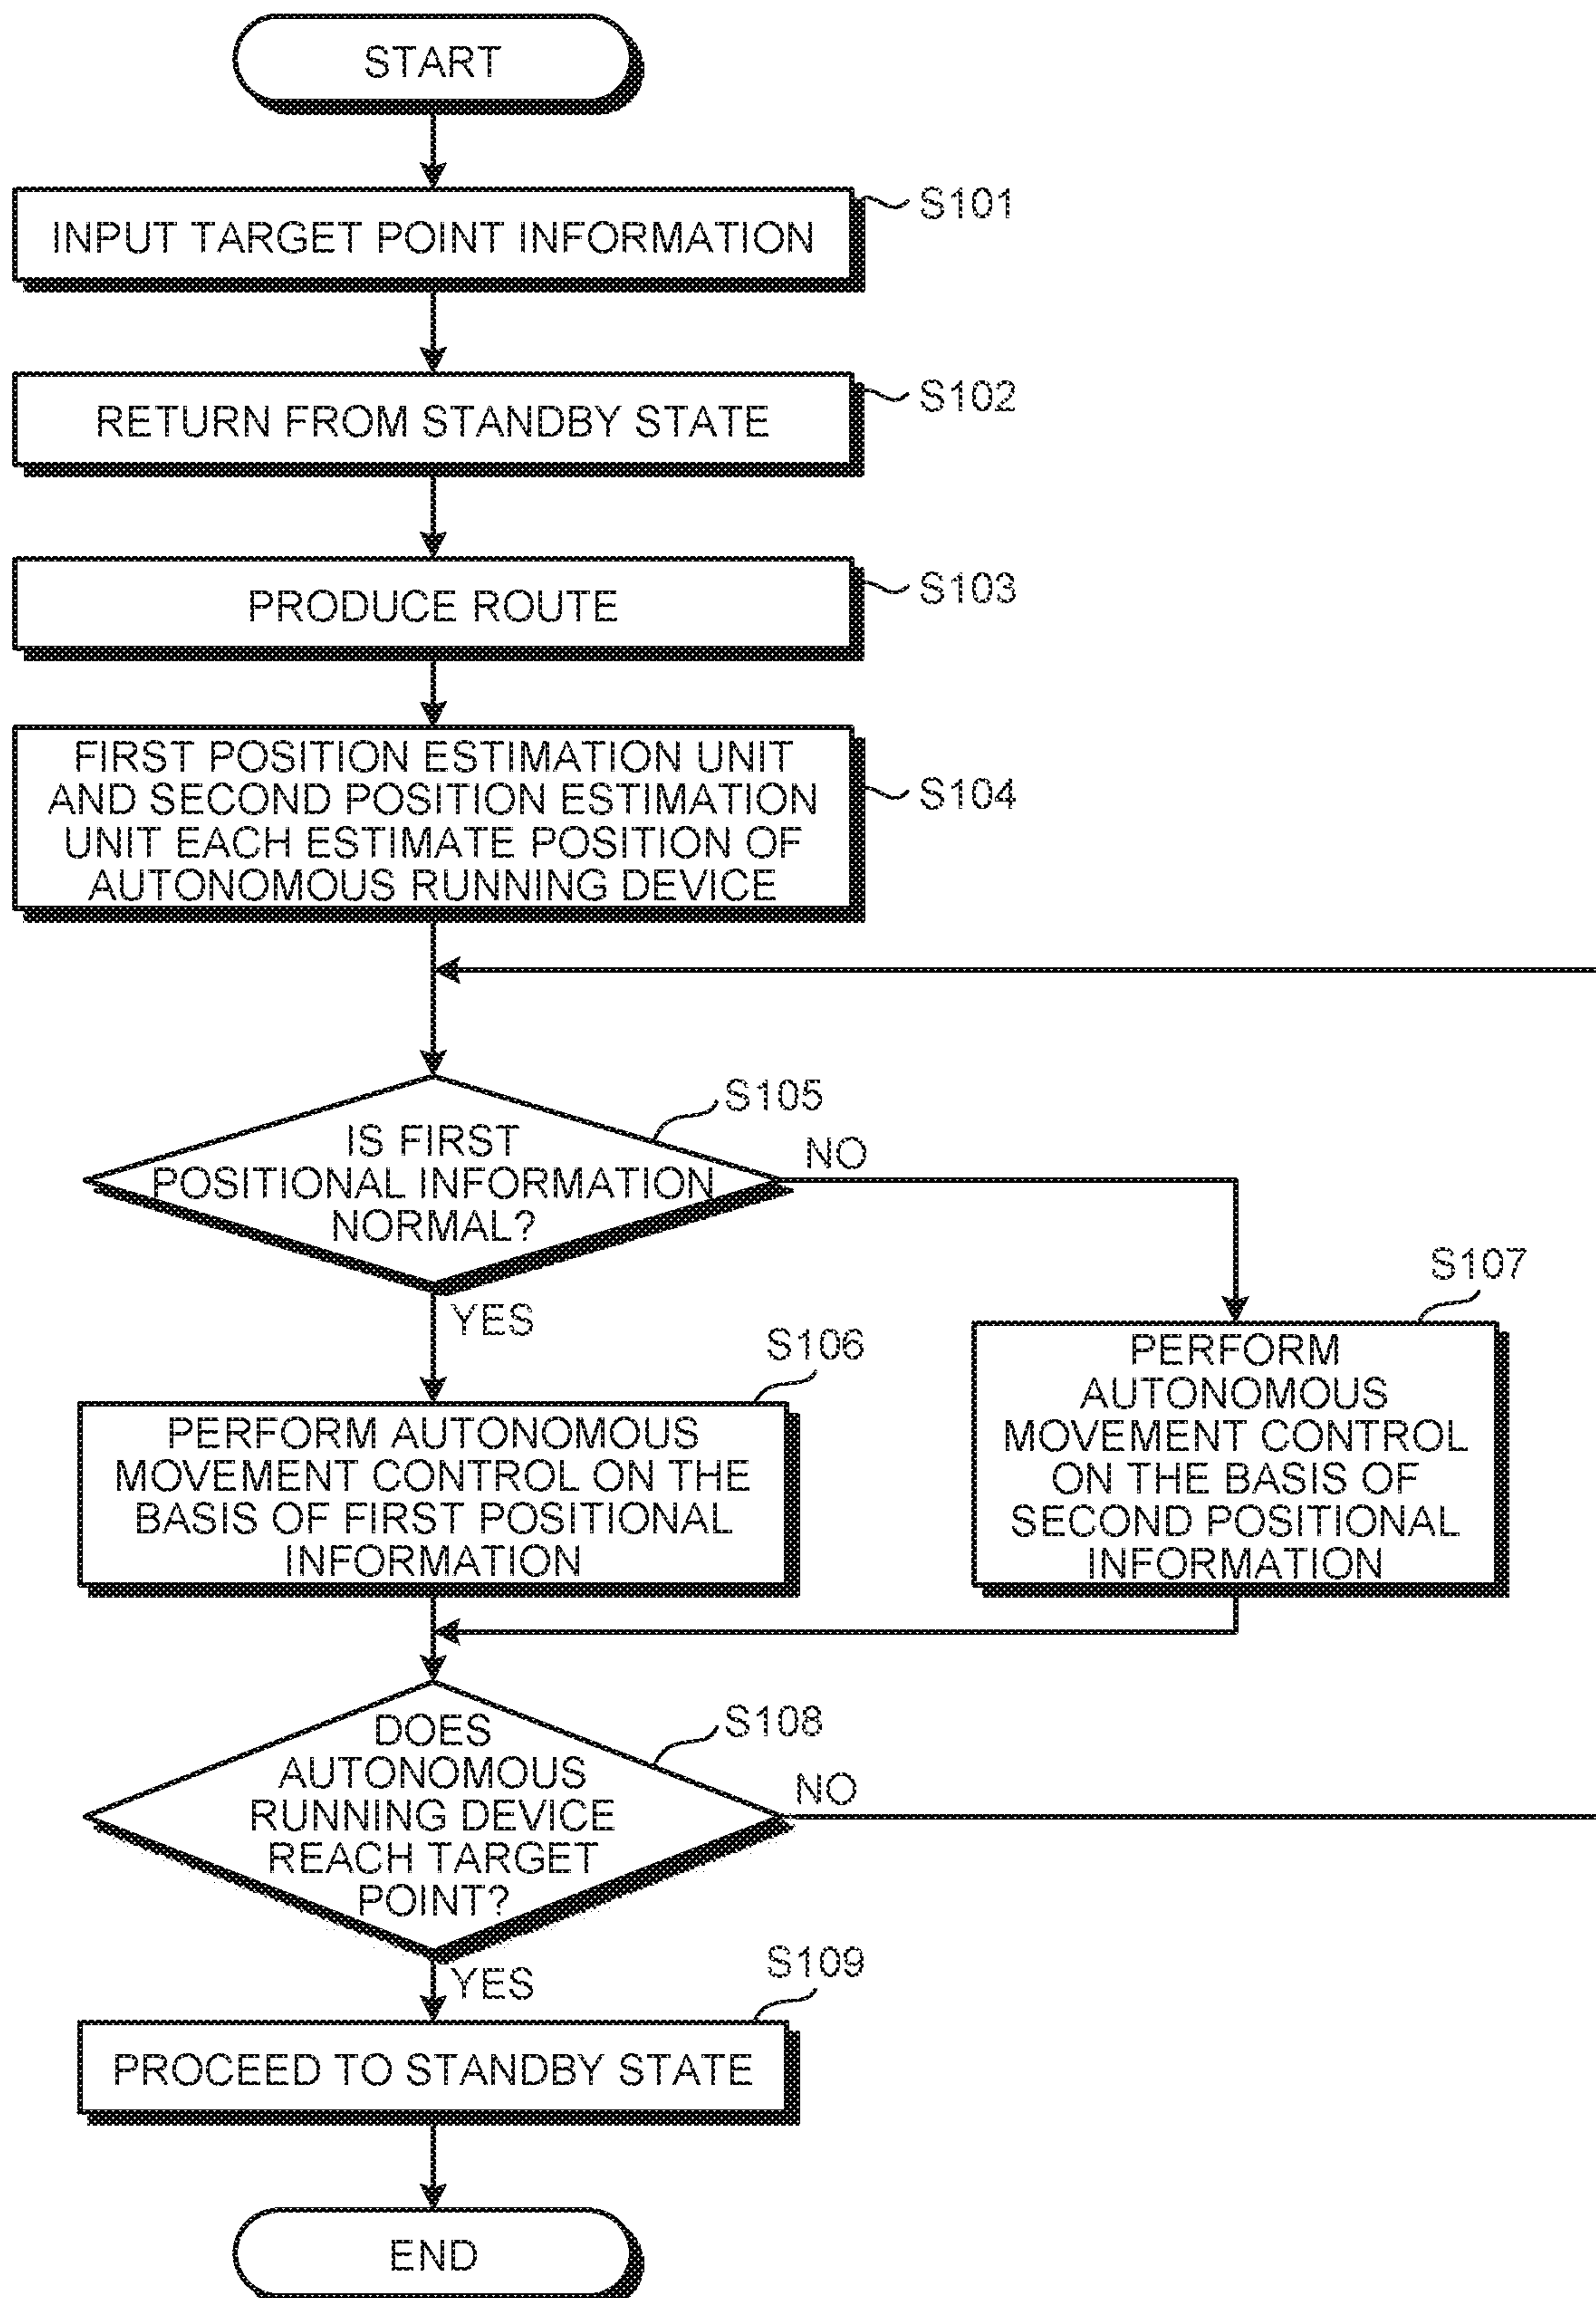 START
INPUT TARGET POINT INFORMATION
S101
RETURN FROM STANDBY STATE
S102
PRODUCE ROUTE
S103
FIRST POSITION ESTIMATION UNIT
AND SECOND POSITION ESTIMATION
UNIT EACH ESTIMATE POSITION OF
AUTONOMOUS RUNNING DEVICE
S104
IS FIRST
POSITIONAL INFORMATION
NORMAL?
S105
NO
YES
PERFORM AUTONOMOUS
MOVEMENT CONTROL ON THE
BASIS OF FIRST POSITIONAL
INFORMATION
S106
PERFORM
AUTONOMOUS
MOVEMENT CONTROL
ON THE BASIS OF
SECOND POSITIONAL
INFORMATION
S107
DOES
AUTONOMOUS
RUNNING DEVICE
REACH TARGET
POINT?
S108
NO
YES
PROCEED TO STANDBY STATE
S109
END